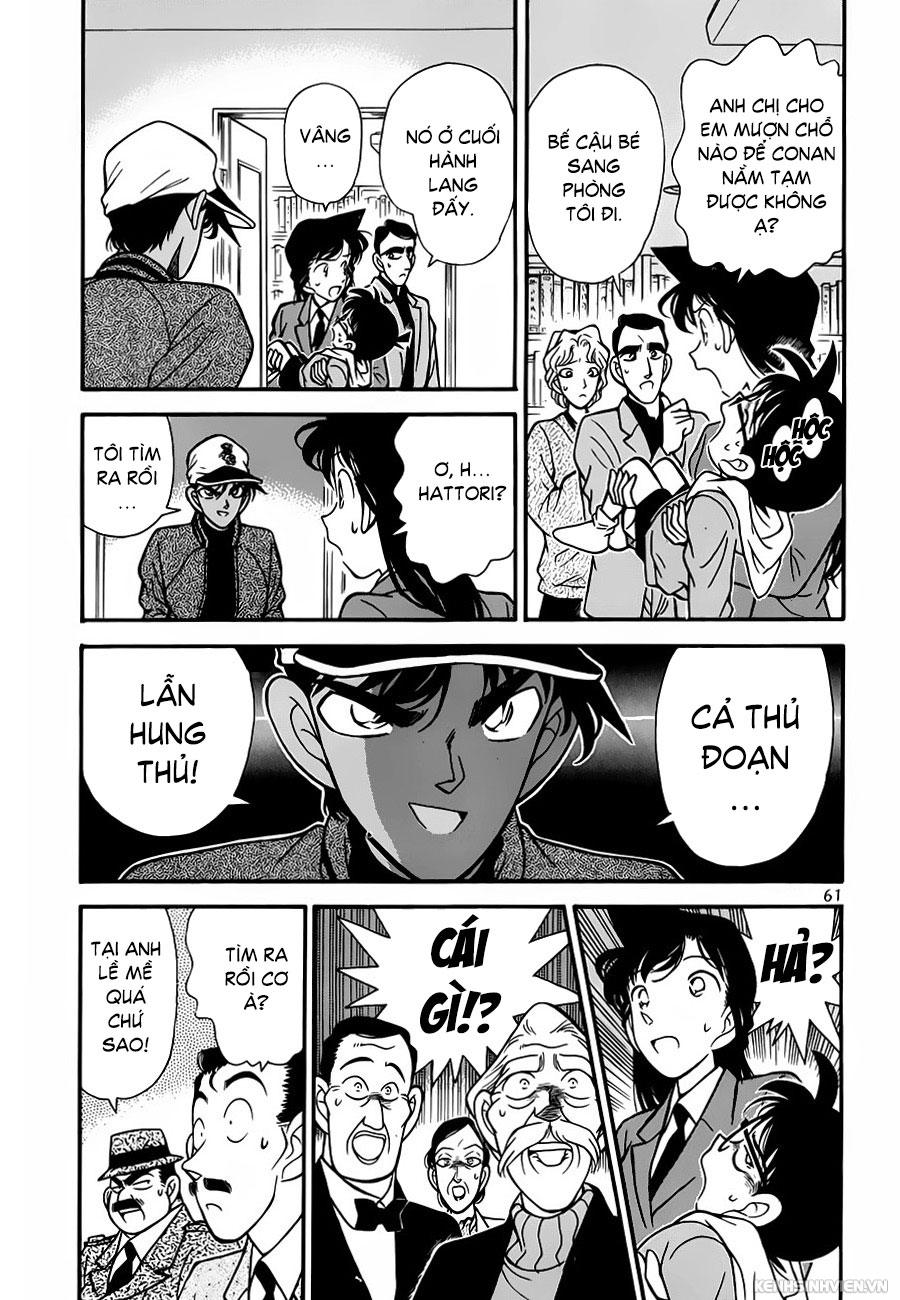 ANH CHỊ CHO
EM MƯỢN CHỖ
NÀO ĐỂ CONAN
NẰM TẠM
ĐƯỢC KHÔNG
Ạ?
BẾ CẬU BÉ
SANG
PHÒNG
TÔI ĐI.
HỘC
HỘC
NÓ Ở CUỐI
HÀNH
LANG
ĐẤY.
VÂNG
...
Ơ, H...
HATTORI?
TÔI TÌM
RA RỒI
...
CẢ THỦ
ĐOẠN
...
LẪN
HUNG
THỦ!
61
HẢ?
CÁI
GÌ!?
TÌM RA
RỒI CƠ
À?
TẠI ANH
LỀ MỀ
QUÁ
CHỨ
SAO!
KENHSINHVIEN.VN